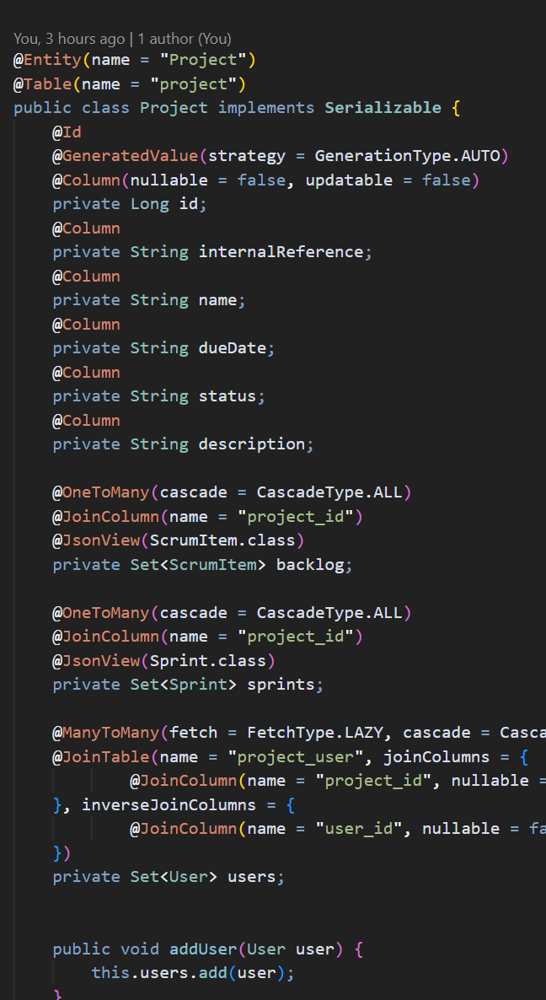 You, 3 hours ago | 1 author (You)
@Entity(name = "Project")
@Table(name = "project")
public class Project implements Serializable {
    @Id
    @GeneratedValue(strategy = GenerationType.AUTO)
    @Column(nullable = false, updatable = false)
    private Long id;
    @Column
    private String internalReference;
    @Column
    private String name;
    @Column
    private String dueDate;
    @Column
    private String status;
    @Column
    private String description;
    @OneToMany(cascade = CascadeType.ALL)
    @JoinColumn(name = "project_id")
    @JsonView(ScrumItem.class)
    private Set<ScrumItem> backlog;
    @OneToMany(cascade = CascadeType.ALL)
    @JoinColumn(name = "project_id")
    @JsonView(Sprint.class)
    private Set<Sprint> sprints;
    @ManyToMany(fetch = FetchType.LAZY, cascade = Casca
    @JoinTable(name = "project_user", joinColumns = {
            @JoinColumn(name = "project_id", nullable =
    }, inverseJoinColumns = {
            @JoinColumn(name = "user_id", nullable = fa
    })
    private Set<User> users;
    public void addUser(User user) {
        this.users.add(user);
    }